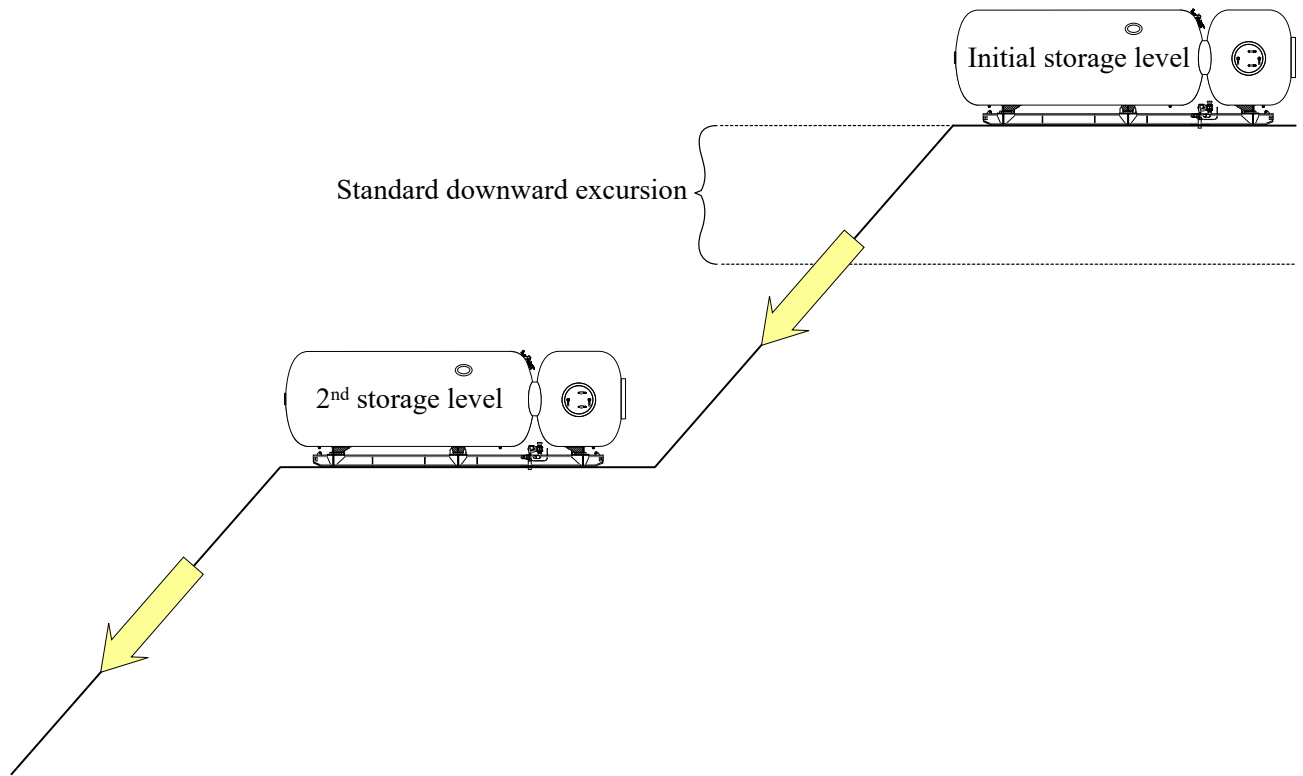 Initial storage level
Standard downward excursion
2nd storage level